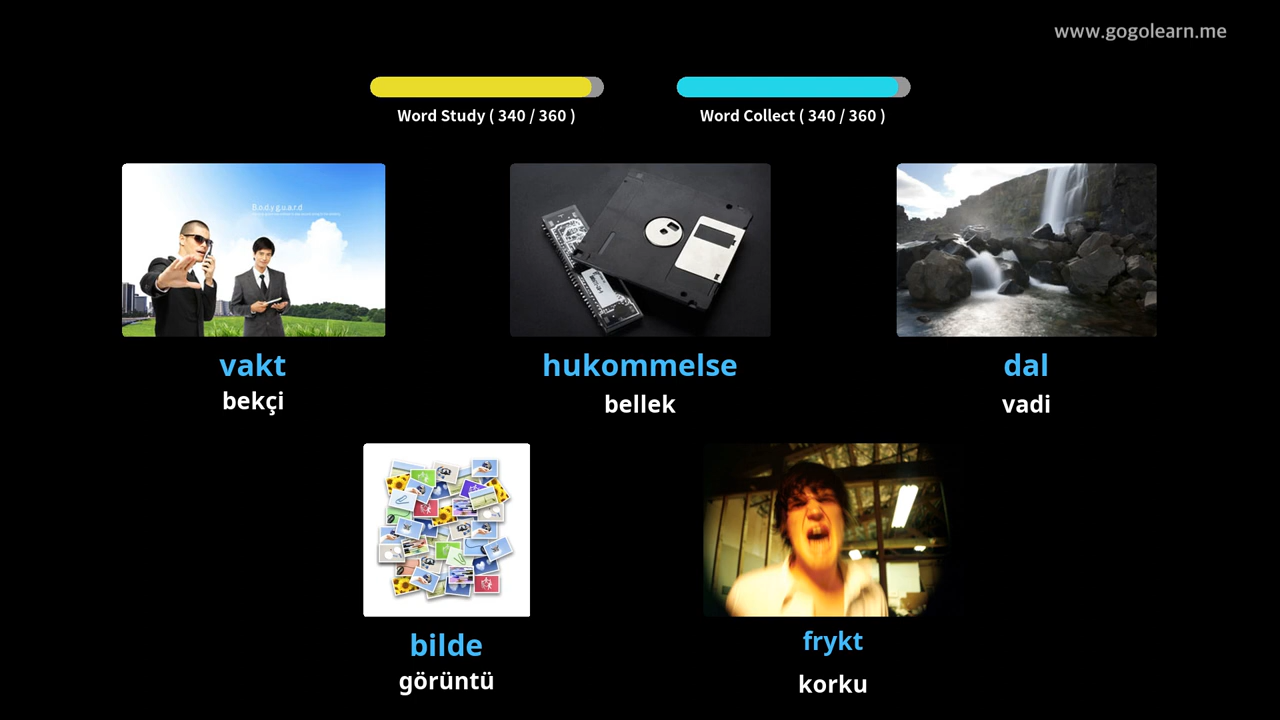 www.gogolearn.me
Word Study ( 340 / 360 )
Word Collect ( 340 / 360 )
Bodyguard
vakt
hukommelse
dal
bekçi
bellek
vadi
bilde
frykt
görüntü
korku